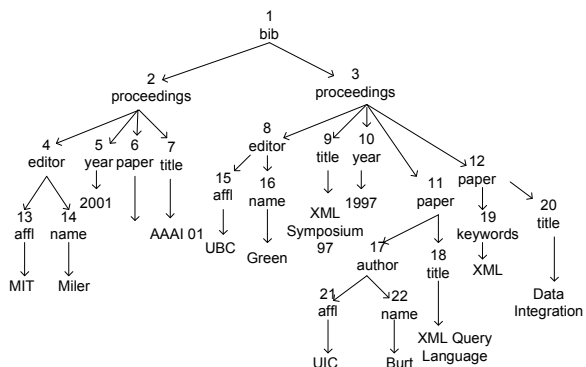 1
bib
2
proceedings
3
proceedings
4
editor
5
year
6
paper
7
title
8
editor
9
title
10
year
11
paper
12
paper
13
affl
14
name
2001
AAAI 01
15
affl
16
name
XML
Symposium
97
1997
17
author
18
title
19
keywords
20
title
MIT
Miler
UBC
Green
XML
Data
Integration
21
affl
22
name
XML Query
Language
UIC
Burt